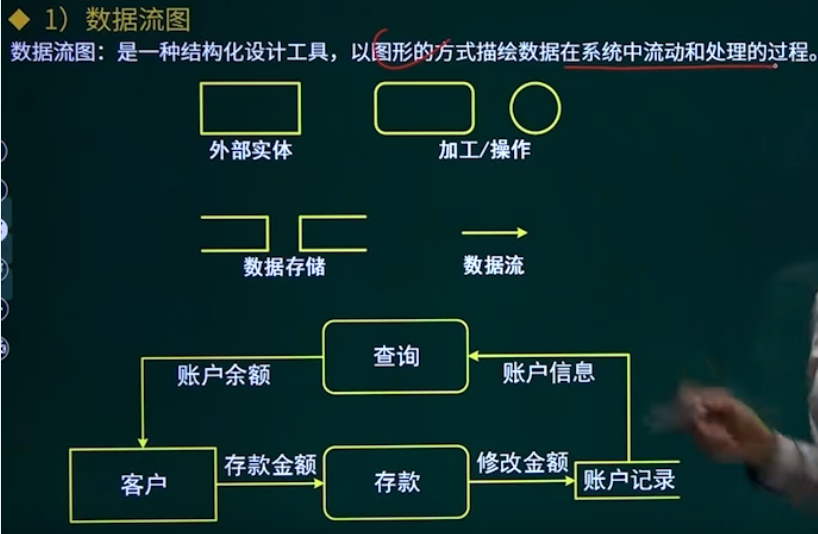 ◆ 1）数据流图
数据流图：是一种结构化设计工具，以图形的方式描绘数据在系统中流动和处理的过程。
外部实体
加工/操作
数据存储
数据流
查询
账户余额
账户信息
客户
存款金额
存款
修改金额
账户记录